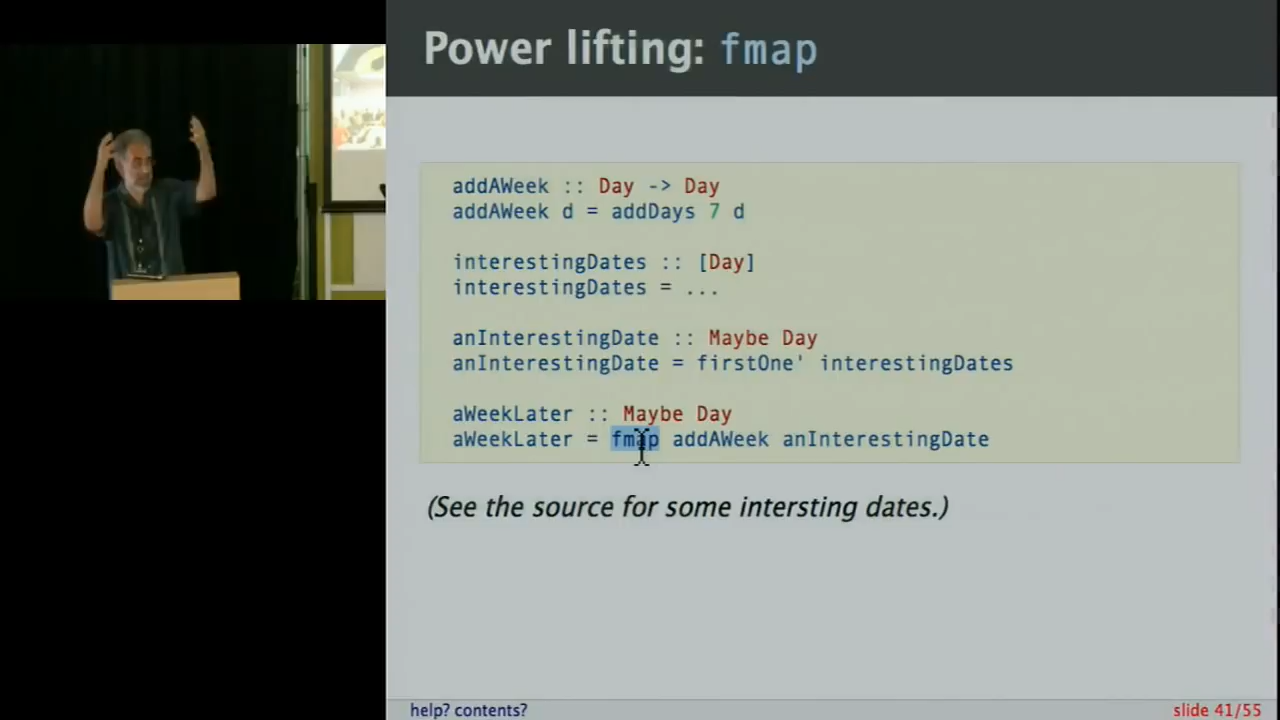 Power lifting: fmap
addAWeek :: Day -> Day
addAWeek d = addDays 7 d
interestingDates :: [Day]
interestingDates = ...
anInterestingDate :: Maybe Day
anInterestingDate = firstOne' interestingDates
aWeekLater :: Maybe Day
aWeekLater = fmap addAWeek anInterestingDate
(See the source for some intersting dates.)
help? contents?
slide 41/55